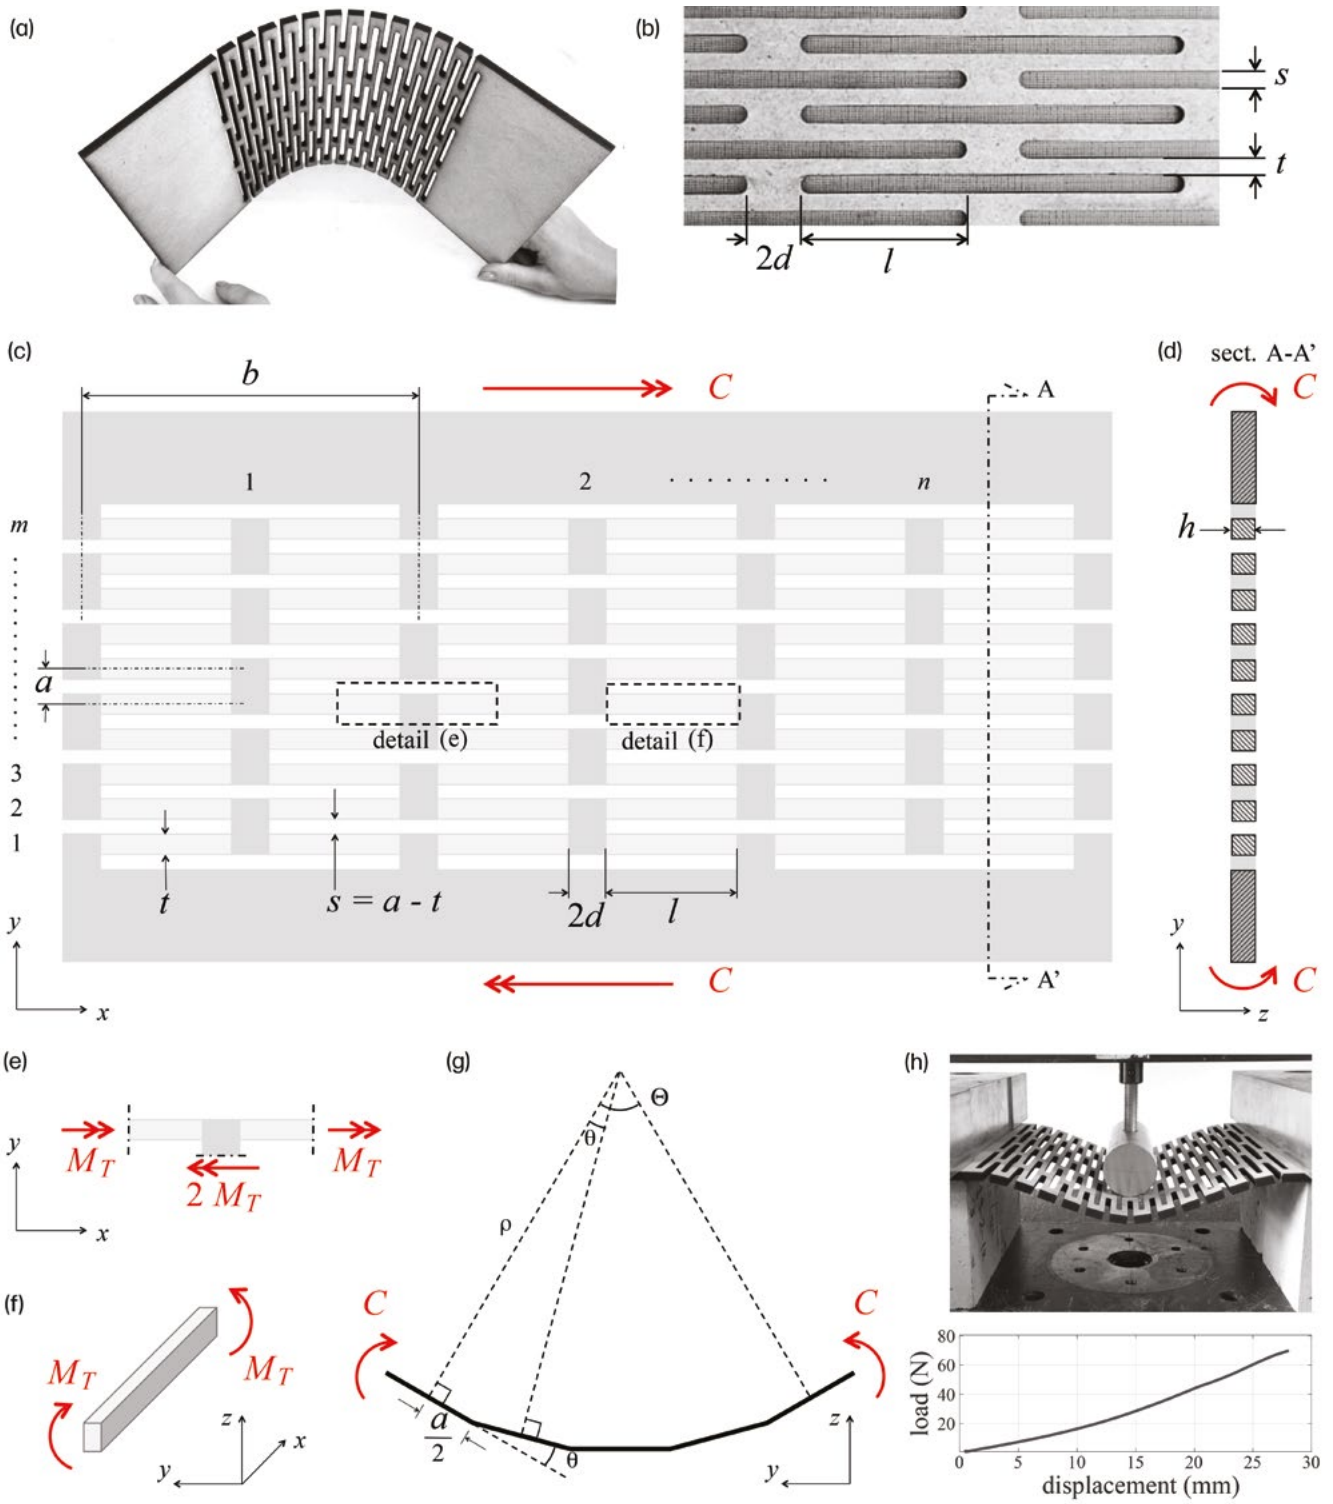 (a)
(b)
s
t
2d
l
(c)
b
C
A
1
2
n
m
a
detail (e)
detail (f)
3
2
1
t
s = a - t
2d
l
y
x
C
A'
(d)
sect. A-A'
C
h
y
z
C
(e)
y
x
M_T
2 M_T
M_T
(f)
M_T
M_T
z
x
y
(g)
Θ
θ
ρ
C
C
a
2
θ
z
y
(h)
load (N)
80
60
40
20
0
5
10
15
20
25
30
displacement (mm)